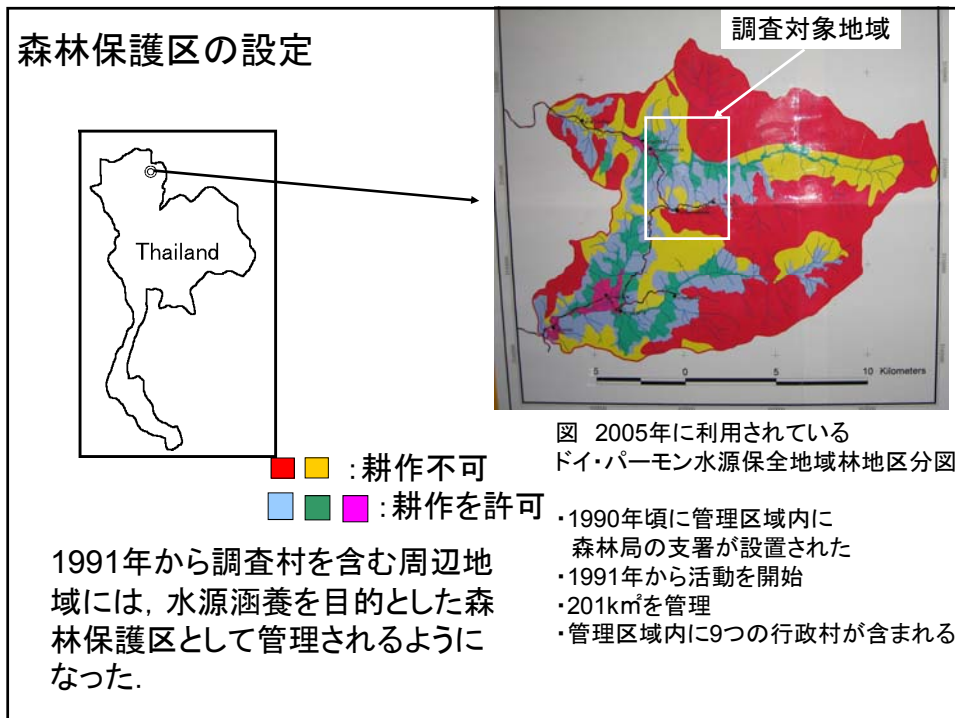 森林保護区の設定
調査対象地域
Thailand
5 0 5 10 Kilometers
図 2005年に利用されている
ドイ・パーモン水源保全地域林地区分図
:耕作不可
:耕作を許可
1991年から調査村を含む周辺地
域には，水源涵養を目的とした森
林保護区として管理されるように
なった．
・1990年頃に管理区域内に
森林局の支署が設置された
・1991年から活動を開始
・201k㎡を管理
・管理区域内に9つの行政村が含まれる